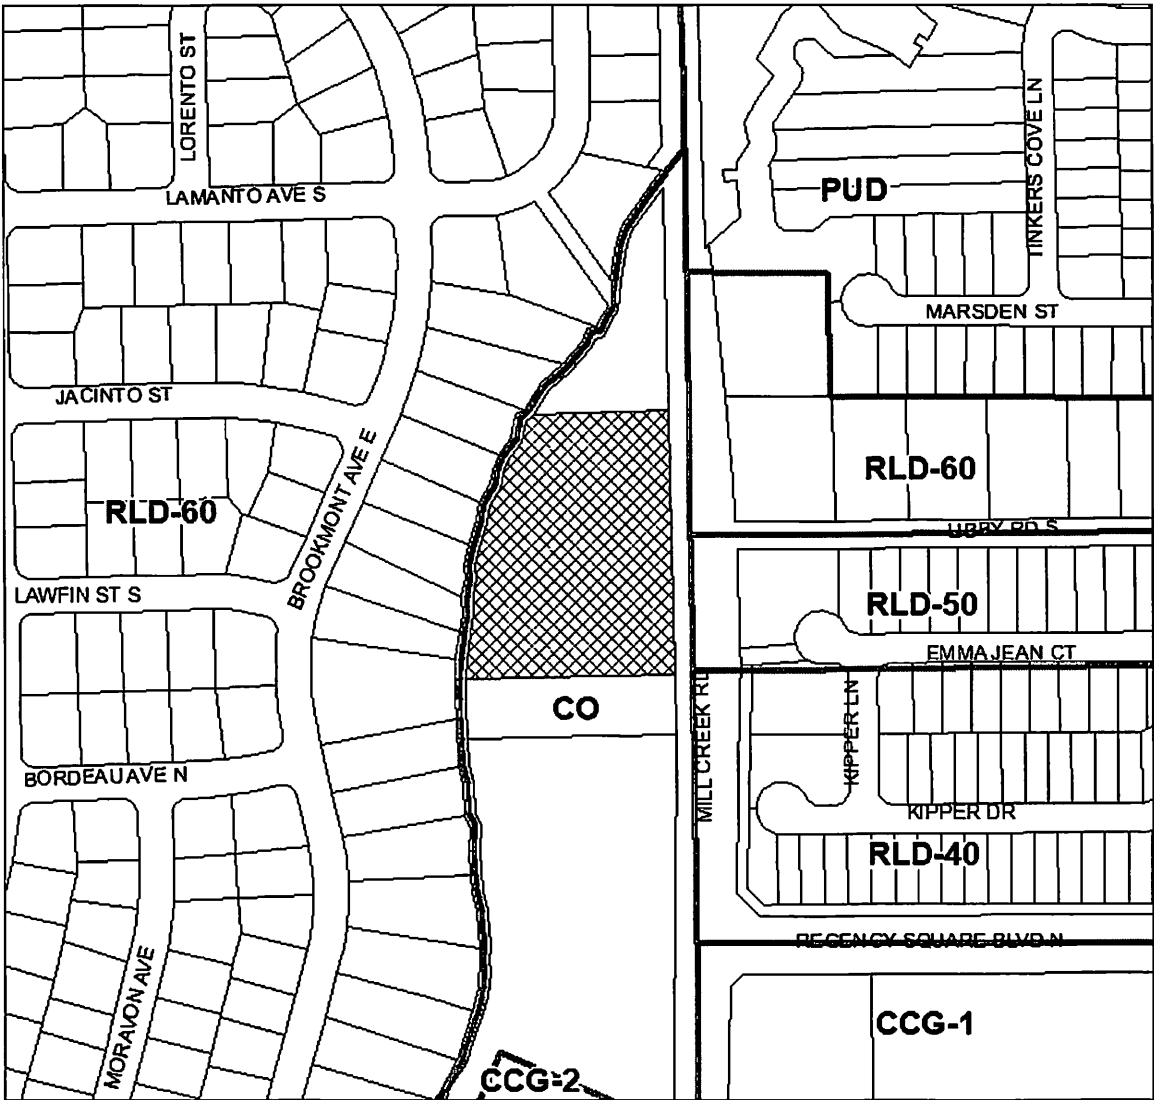 LORENTO ST
LAMANTO AVE S
TINKERS COVE LN
PUD
MARSDEN ST
JACINTO ST
BROOKMONT AVE E
RLD-60
RLD-60
LIBBY RD S
LAWFIN ST S
RLD-50
EMMA JEAN CT
CO
MILL CREEK RD
KIPPER LN
BORDEAU AVE N
KIPPER DR
RLD-40
REGENCY SQUARE BLVD N
MORAVON AVE
CCG-1
CCG-2